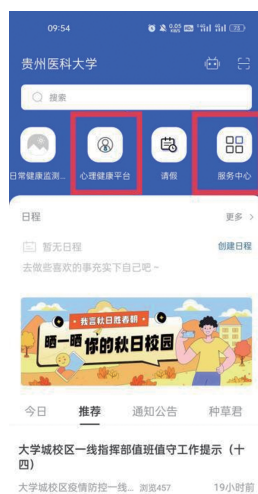 09:54
贵州医科大学
搜索
日常健康监测...
心理健康平台
请假
服务中心
日程
更多 >
暂无日程
创建日程
去做些喜欢的事充实下自己吧~
我言秋日胜春朝
晒一晒你的秋日校园
今日
推荐
通知公告
种草君
大学城校区一线指挥部值班值守工作提示（十
四）
大学城校区疫情防控一线...
浏览457
19小时前